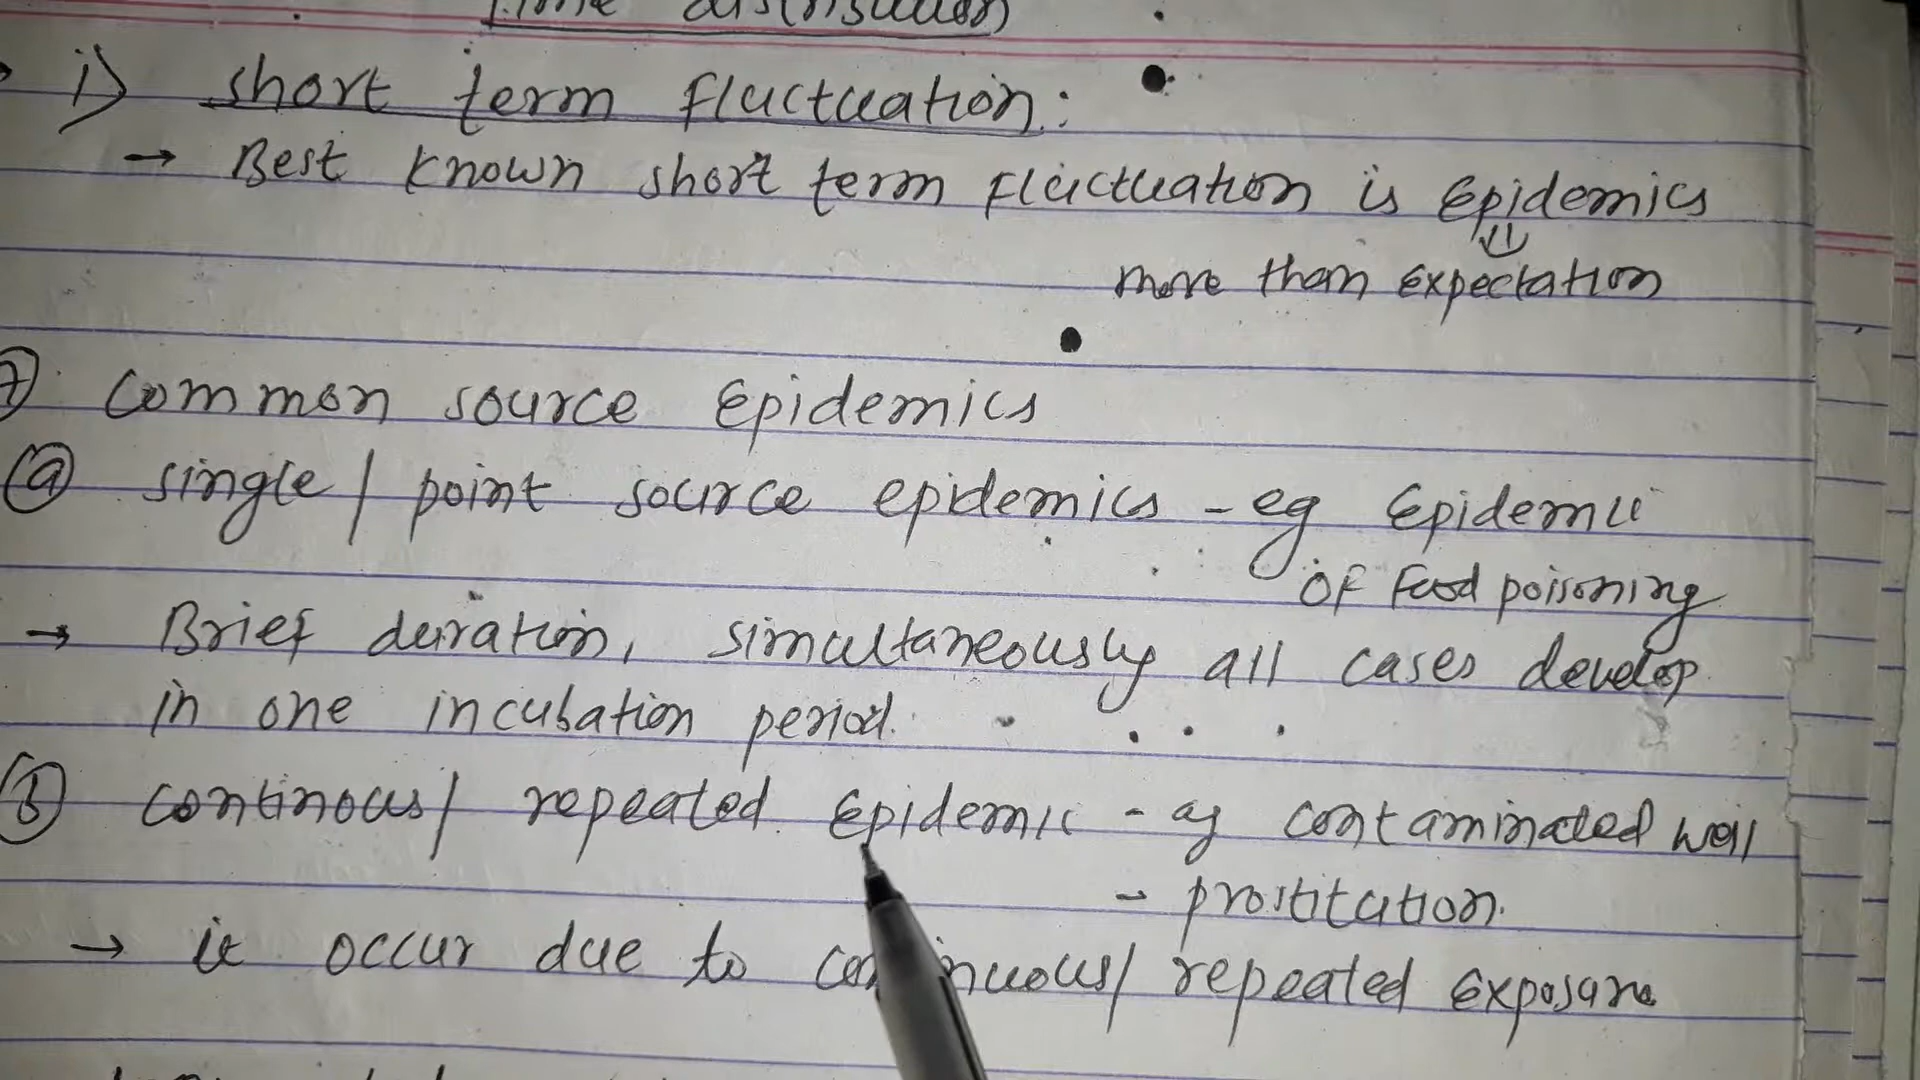 Time distribution
i) short term fluctuation:
→ Best known short term fluctuation is Epidemics
more than expectation
Common source Epidemics
(a) single / point source epidemics - eg Epidemic
of Food poisoning
→ Brief duration, simultaneously all cases develop
in one incubation period.
(b) continous / repeated Epidemic - eg contaminated well
- prostitution.
→ it occur due to continuous / repeated exposure